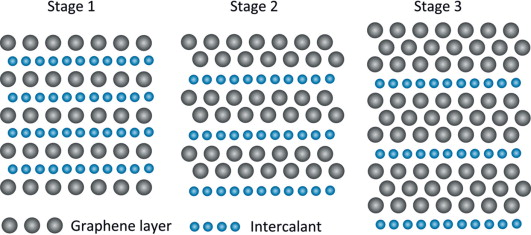 Stage 1
Stage 2
Stage 3
Graphene layer
Intercalant